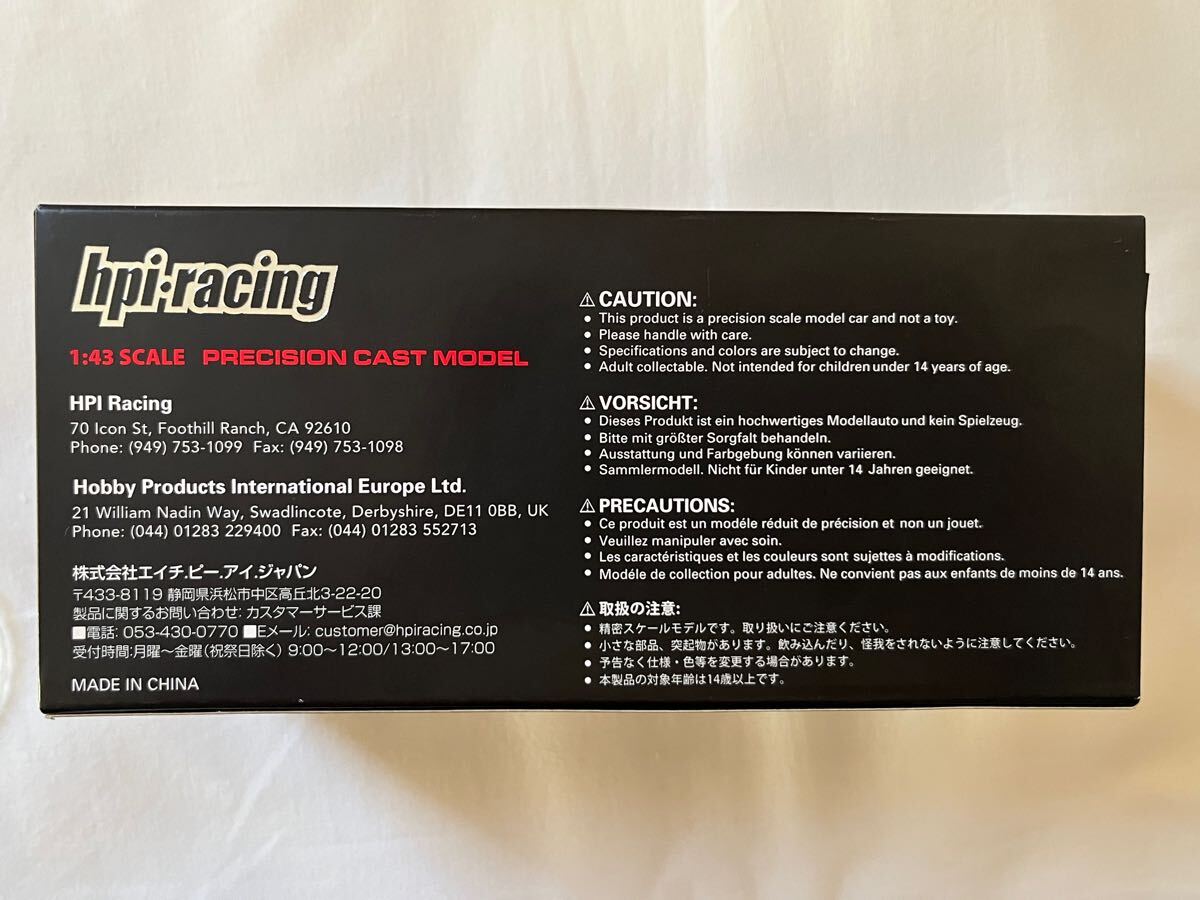 hpi·racing
1:43 SCALE PRECISION CAST MODEL
HPI Racing
70 Icon St, Foothill Ranch, CA 92610
Phone: (949) 753-1099 Fax: (949) 753-1098
Hobby Products International Europe Ltd.
21 William Nadin Way, Swadlincote, Derbyshire, DE11 0BB, UK
Phone: (044) 01283 229400 Fax: (044) 01283 552713
株式会社エイチ.ピー.アイ.ジャパン
〒433-8119 静岡県浜松市中区高丘北3-22-20
製品に関するお問い合わせ: カスタマーサービス課
■電話: 053-430-0770 ■Eメール: customer@hpiracing.co.jp
受付時間:月曜〜金曜(祝祭日除く) 9:00〜12:00/13:00〜17:00
MADE IN CHINA
⚠ CAUTION:
• This product is a precision scale model car and not a toy.
• Please handle with care.
• Specifications and colors are subject to change.
• Adult collectable. Not intended for children under 14 years of age.
⚠ VORSICHT:
• Dieses Produkt ist ein hochwertiges Modellauto und kein Spielzeug.
• Bitte mit größter Sorgfalt behandeln.
• Ausstattung und Farbgebung können variieren.
• Sammlermodell. Nicht für Kinder unter 14 Jahren geeignet.
⚠ PRECAUTIONS:
• Ce produit est un modéle réduit de précision et non un jouet.
• Veuillez manipuler avec soin.
• Les caractéristiques et les couleurs sont sujettes à modifications.
• Modéle de collection pour adultes. Ne convient pas aux enfants de moins de 14 ans.
⚠ 取扱の注意:
• 精密スケールモデルです。取り扱いにご注意ください。
• 小さな部品、突起物があります。飲み込んだり、怪我をされないように注意してください。
• 予告なく仕様・色等を変更する場合があります。
• 本製品の対象年齢は14歳以上です。